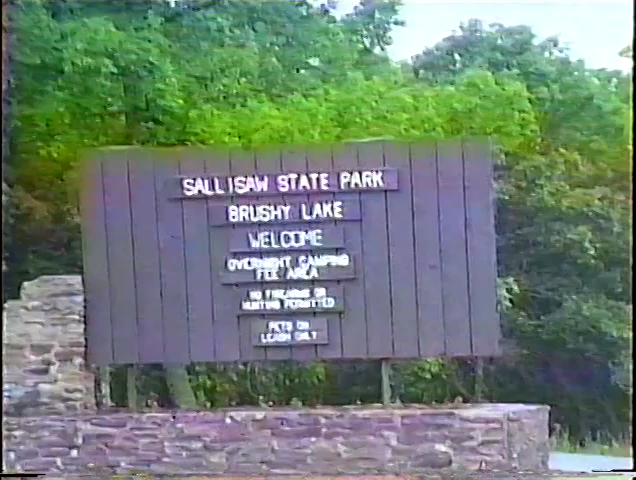 SALLISAW STATE PARK
BRUSHY LAKE
WELCOME
OVERNIGHT CAMPING
FEE AREA
NO FIREARMS OR
HUNTING PERMITTED
PETS ON
LEASH ONLY